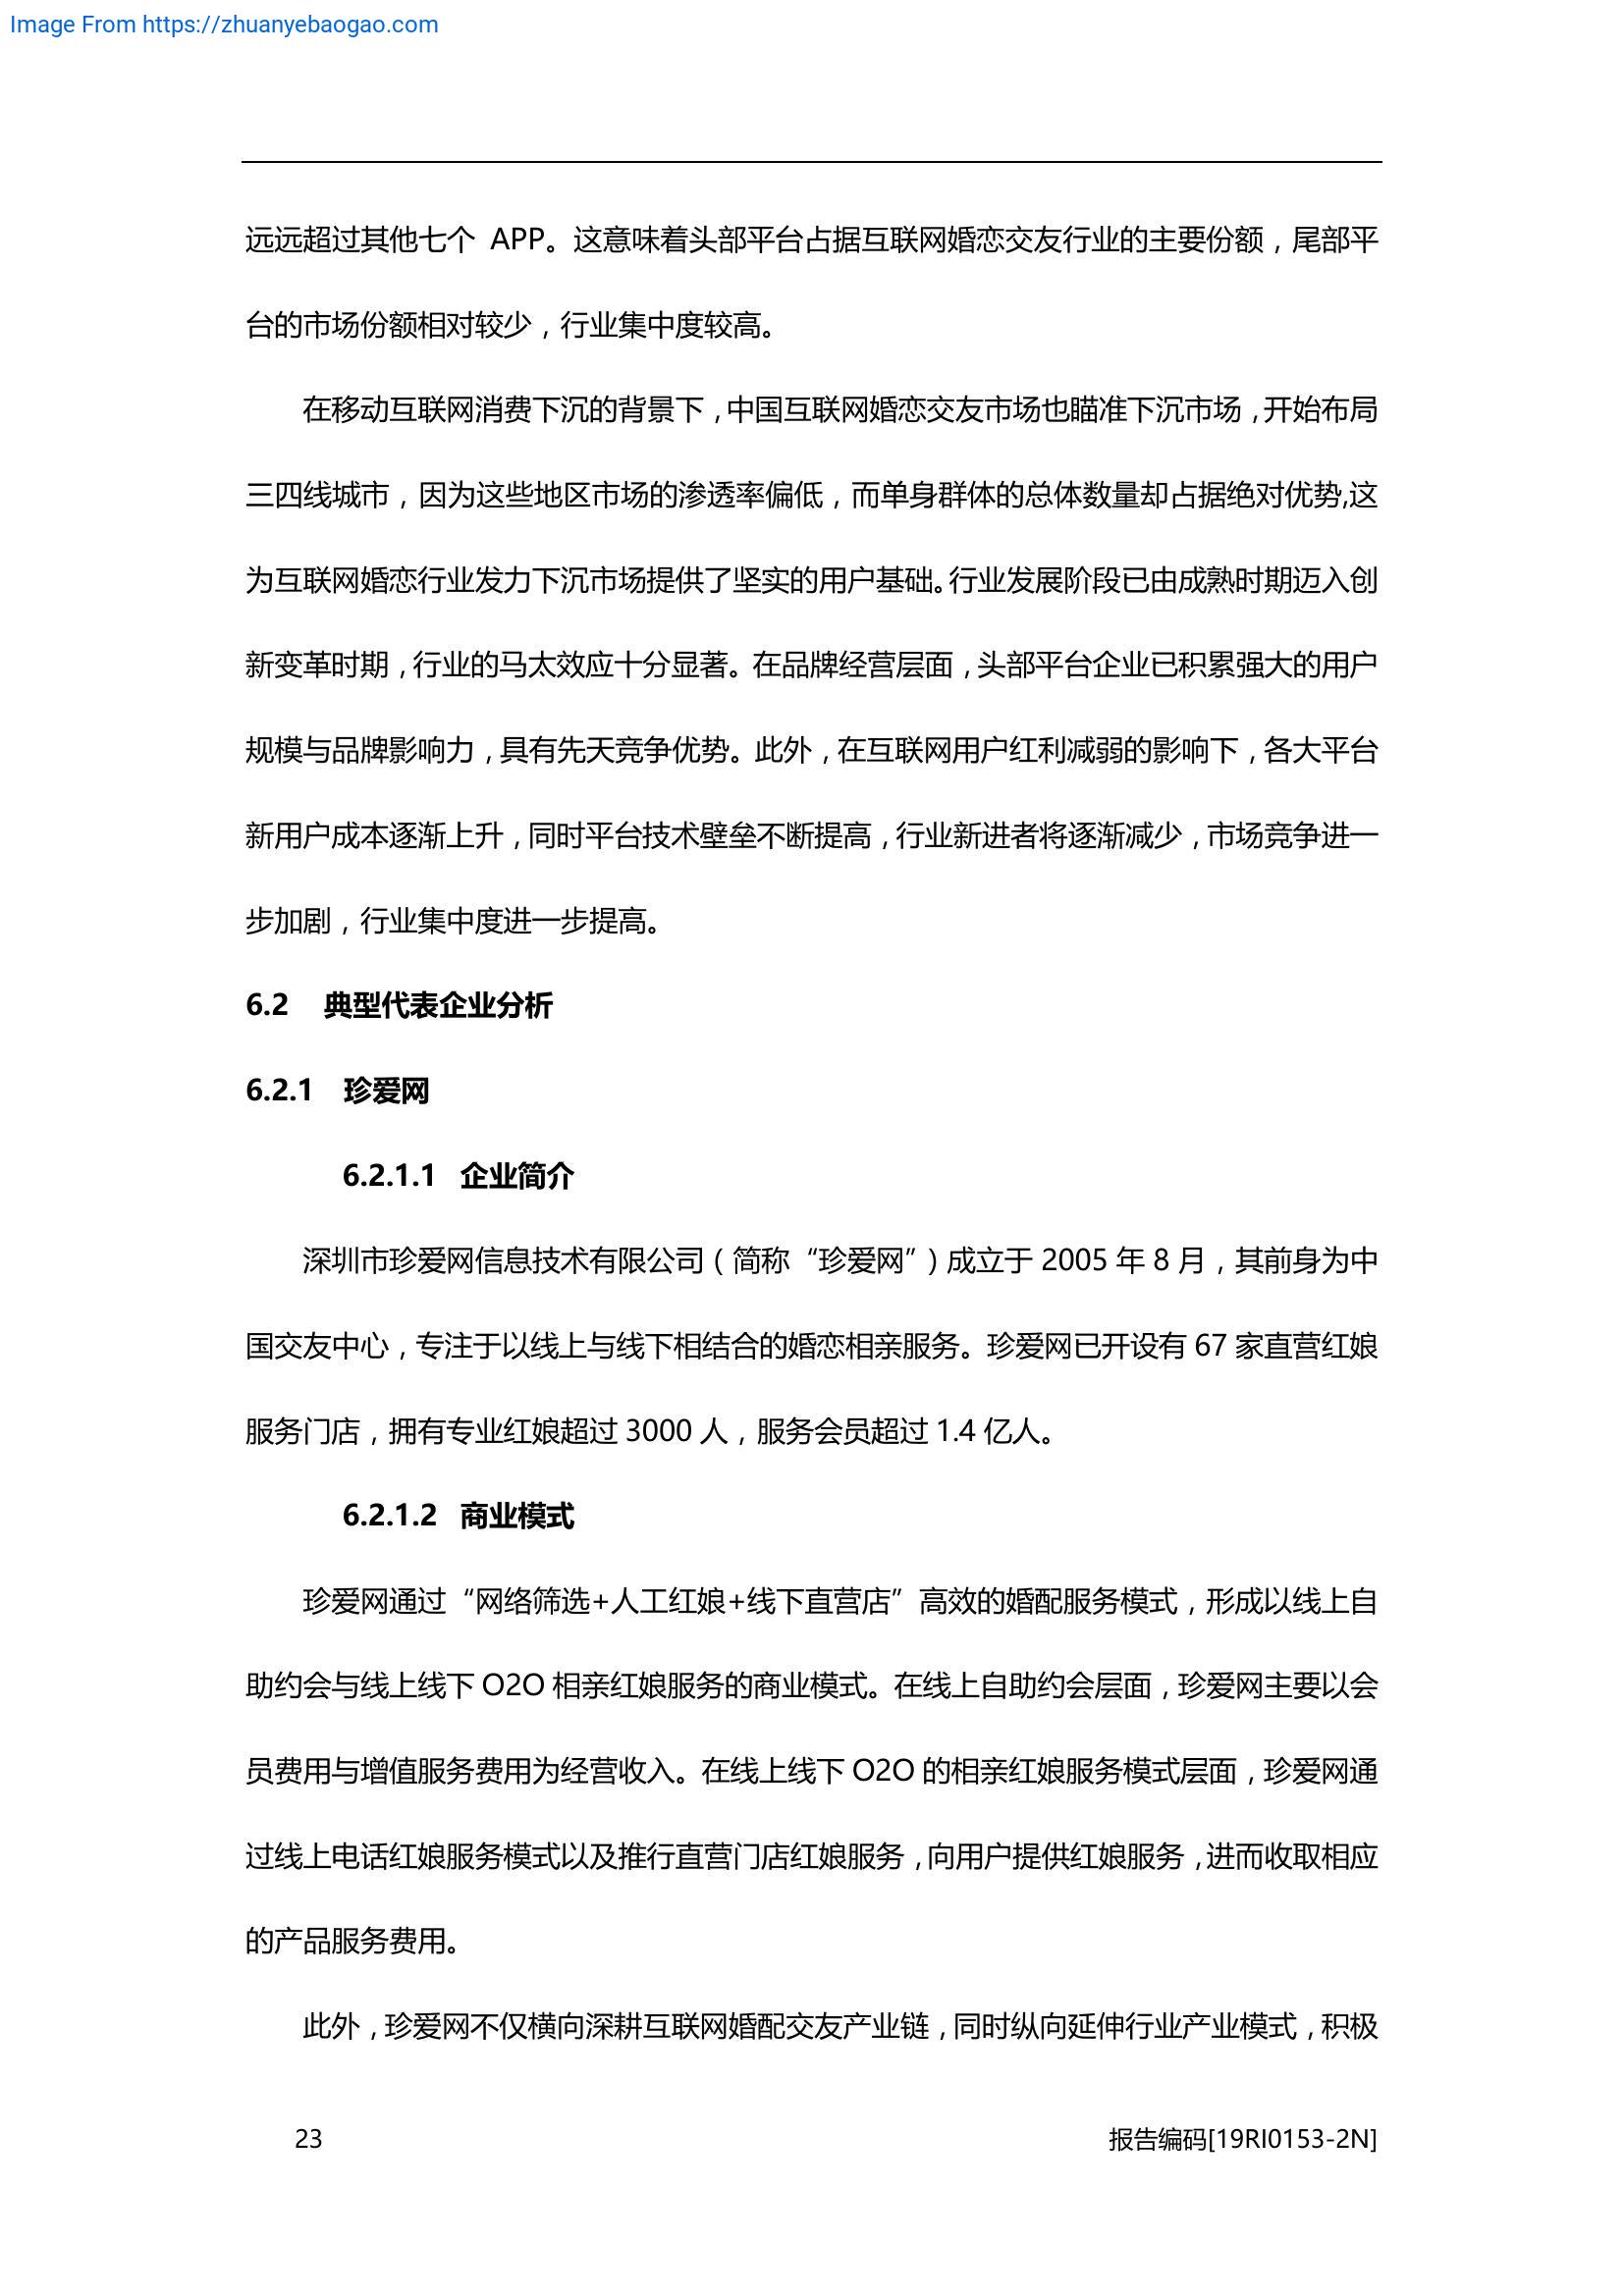 Image From https://zhuanyebaogao.com
远远超过其他七个 APP。这意味着头部平台占据互联网婚恋交友行业的主要份额，尾部平
台的市场份额相对较少，行业集中度较高。
在移动互联网消费下沉的背景下，中国互联网婚恋交友市场也瞄准下沉市场，开始布局
三四线城市，因为这些地区市场的渗透率偏低，而单身群体的总体数量却占据绝对优势,这
为互联网婚恋行业发力下沉市场提供了坚实的用户基础。行业发展阶段已由成熟时期迈入创
新变革时期，行业的马太效应十分显著。在品牌经营层面，头部平台企业已积累强大的用户
规模与品牌影响力，具有先天竞争优势。此外，在互联网用户红利减弱的影响下，各大平台
新用户成本逐渐上升，同时平台技术壁垒不断提高，行业新进者将逐渐减少，市场竞争进一
步加剧，行业集中度进一步提高。
6.2 典型代表企业分析
6.2.1 珍爱网
6.2.1.1 企业简介
深圳市珍爱网信息技术有限公司（简称“珍爱网”）成立于 2005 年 8 月，其前身为中
国交友中心，专注于以线上与线下相结合的婚恋相亲服务。珍爱网已开设有 67 家直营红娘
服务门店，拥有专业红娘超过 3000 人，服务会员超过 1.4 亿人。
6.2.1.2 商业模式
珍爱网通过“网络筛选+人工红娘+线下直营店”高效的婚配服务模式，形成以线上自
助约会与线上线下 O2O 相亲红娘服务的商业模式。在线上自助约会层面，珍爱网主要以会
员费用与增值服务费用为经营收入。在线上线下 O2O 的相亲红娘服务模式层面，珍爱网通
过线上电话红娘服务模式以及推行直营门店红娘服务，向用户提供红娘服务，进而收取相应
的产品服务费用。
此外，珍爱网不仅横向深耕互联网婚配交友产业链，同时纵向延伸行业产业模式，积极
23 报告编码[19RI0153-2N]